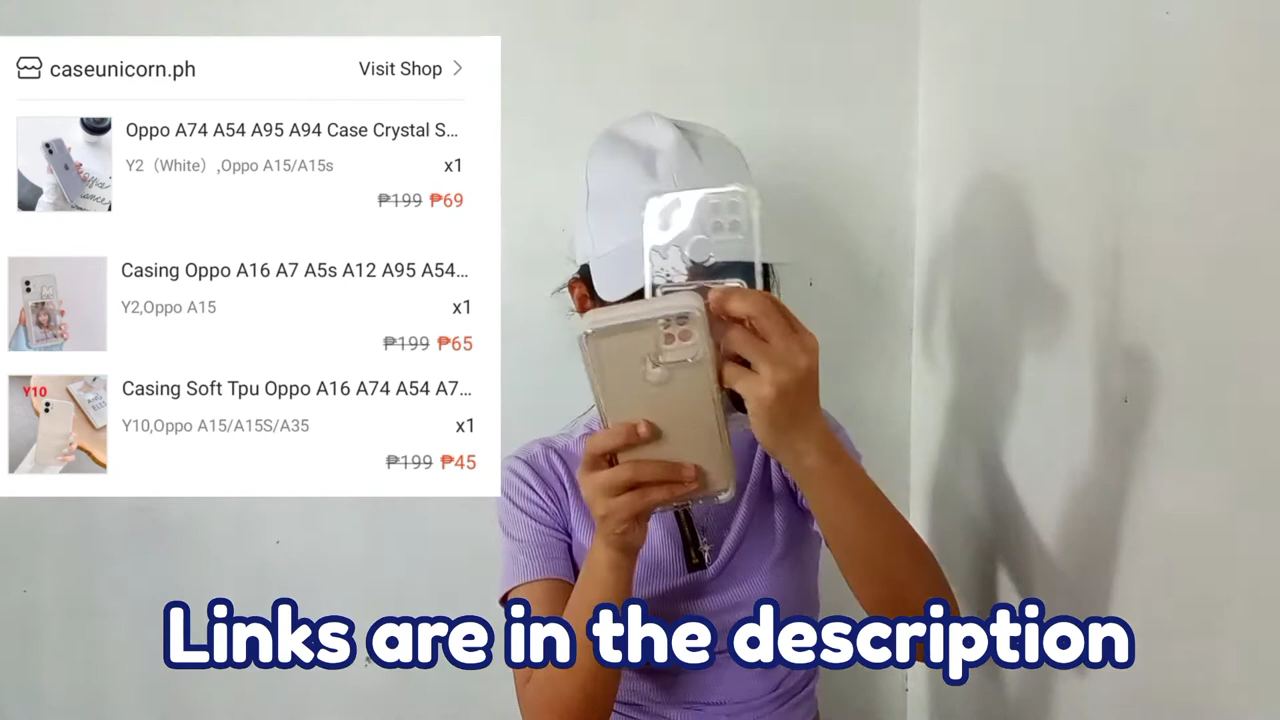 caseunicorn.ph
Visit Shop
Oppo A74 A54 A95 A94 Case Crystal S...
Y2（White）,Oppo A15/A15s
x1
₱199 ₱69
Casing Oppo A16 A7 A5s A12 A95 A54...
Y2,Oppo A15
x1
₱199 ₱65
Y10
Casing Soft Tpu Oppo A16 A74 A54 A7...
Y10,Oppo A15/A15S/A35
x1
₱199 ₱45
Links are in the description